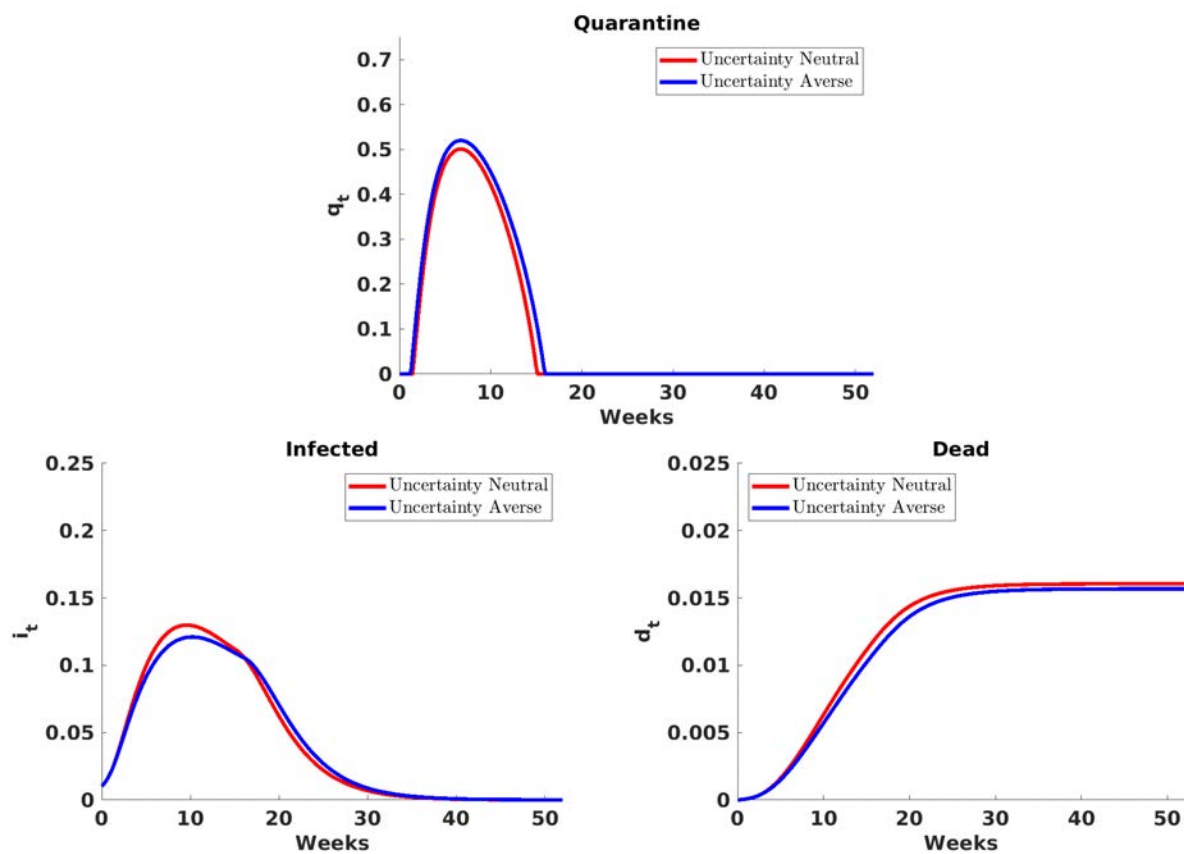 Quarantine
Uncertainty Neutral
Uncertainty Averse
0.7
0.6
0.5
0.4
0.3
0.2
0.1
0
q_t
0 10 20 30 40 50
Weeks
Infected
Uncertainty Neutral
Uncertainty Averse
0.25
0.2
0.15
0.1
0.05
0
i_t
0 10 20 30 40 50
Weeks
Dead
Uncertainty Neutral
Uncertainty Averse
0.025
0.02
0.015
0.01
0.005
0
d_t
0 10 20 30 40 50
Weeks